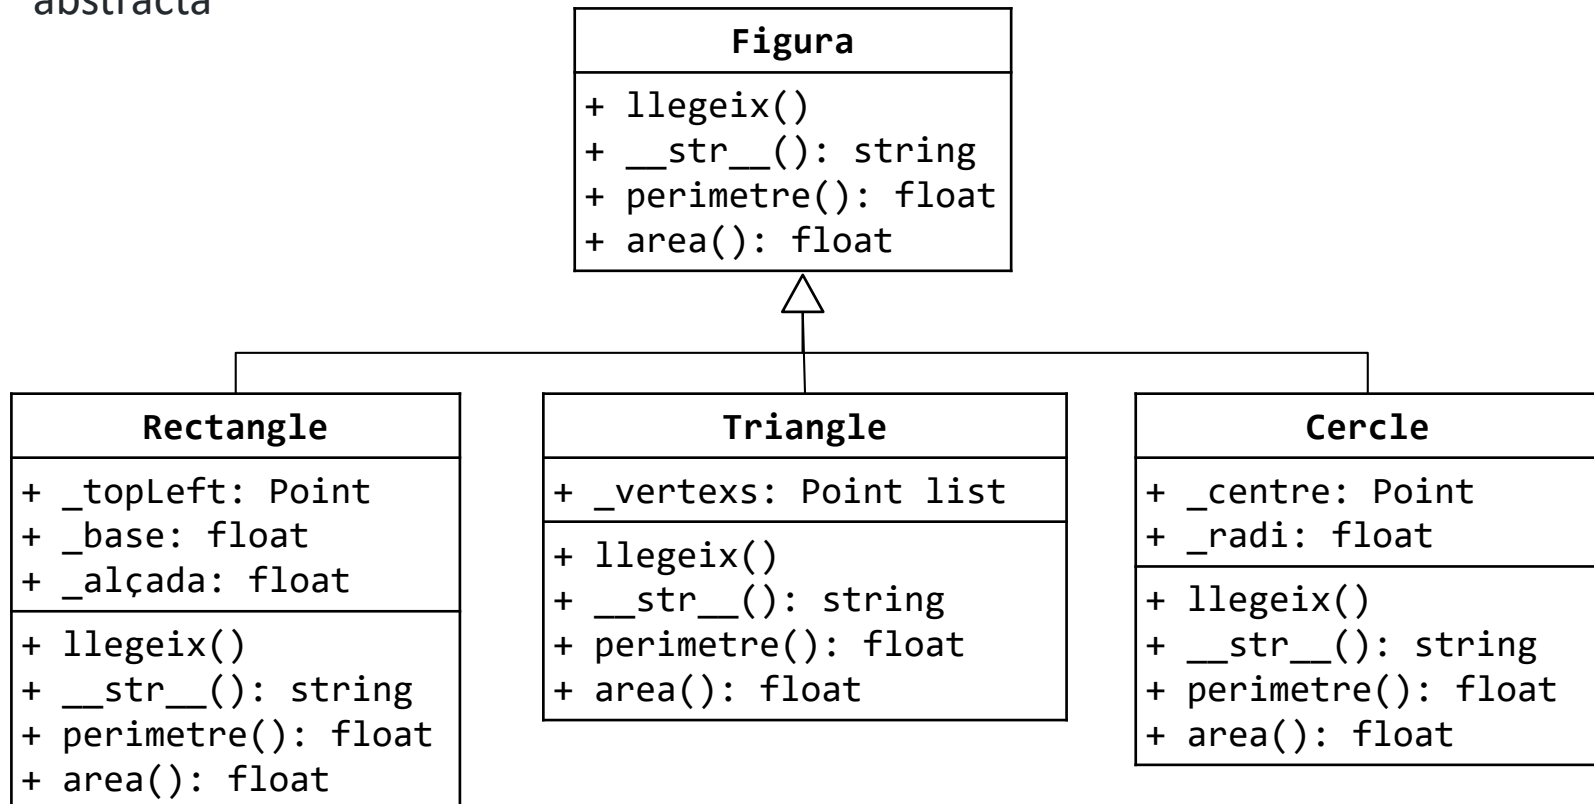 abstracta
Figura
+ llegeix()
+ __str__(): string
+ perimetre(): float
+ area(): float
Rectangle
+ _topLeft: Point
+ _base: float
+ _alçada: float
+ llegeix()
+ __str__(): string
+ perimetre(): float
+ area(): float
Triangle
+ _vertexs: Point list
+ llegeix()
+ __str__(): string
+ perimetre(): float
+ area(): float
Cercle
+ _centre: Point
+ _radi: float
+ llegeix()
+ __str__(): string
+ perimetre(): float
+ area(): float